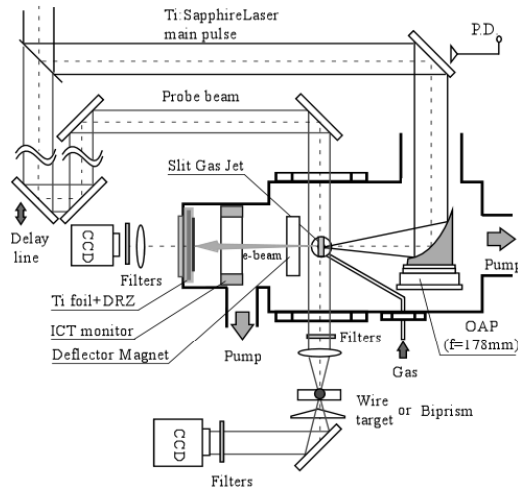 Ti:SapphireLaser
main pulse
P.D.
Probe beam
Slit Gas Jet
Delay
line
CCD
Filters
e-beam
Pump
Ti foil+DRZ
ICT monitor
Deflector Magnet
Pump
Filters
Gas
OAP
(f=178mm)
Wire
target
or Biprism
CCD
Filters